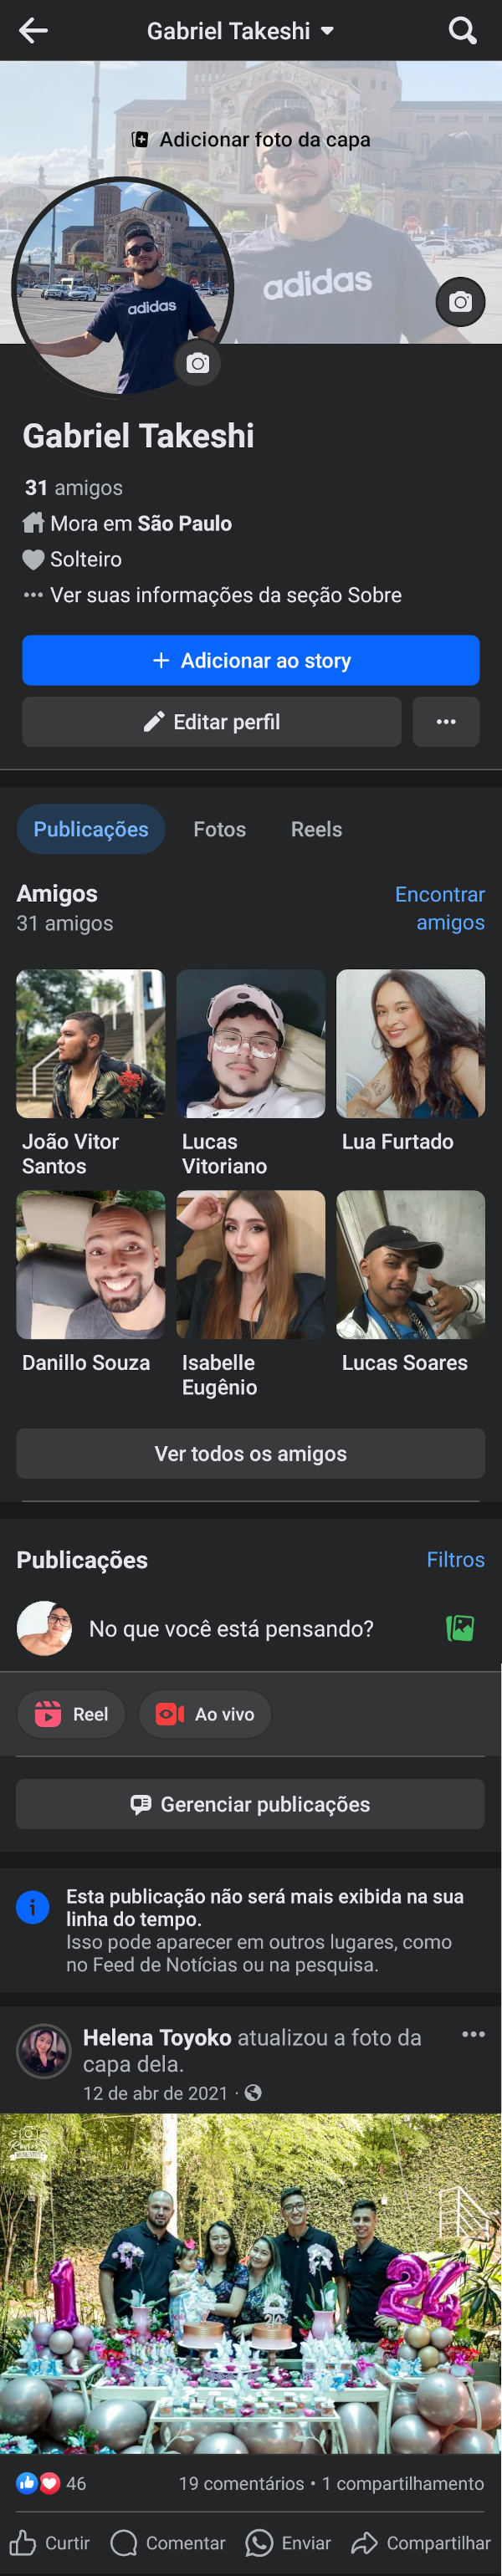 Gabriel Takeshi
Adicionar foto da capa
adidas
adidas
Gabriel Takeshi
31 amigos
Mora em São Paulo
Solteiro
Ver suas informações da seção Sobre
Adicionar ao story
Editar perfil
Publicações Fotos Reels
Amigos
31 amigos
Encontrar
amigos
João Vitor
Santos
Lucas
Vitoriano
Lua Furtado
Danillo Souza
Isabelle
Eugênio
Lucas Soares
Ver todos os amigos
Publicações
Filtros
No que você está pensando?
Reel
Ao vivo
Gerenciar publicações
Esta publicação não será mais exibida na sua
linha do tempo.
Isso pode aparecer em outros lugares, como
no Feed de Notícias ou na pesquisa.
Helena Toyoko atualizou a foto da
capa dela.
12 de abr de 2021 ·
1
24
46
19 comentários • 1 compartilhamento
Curtir
Comentar
Enviar
Compartilhar